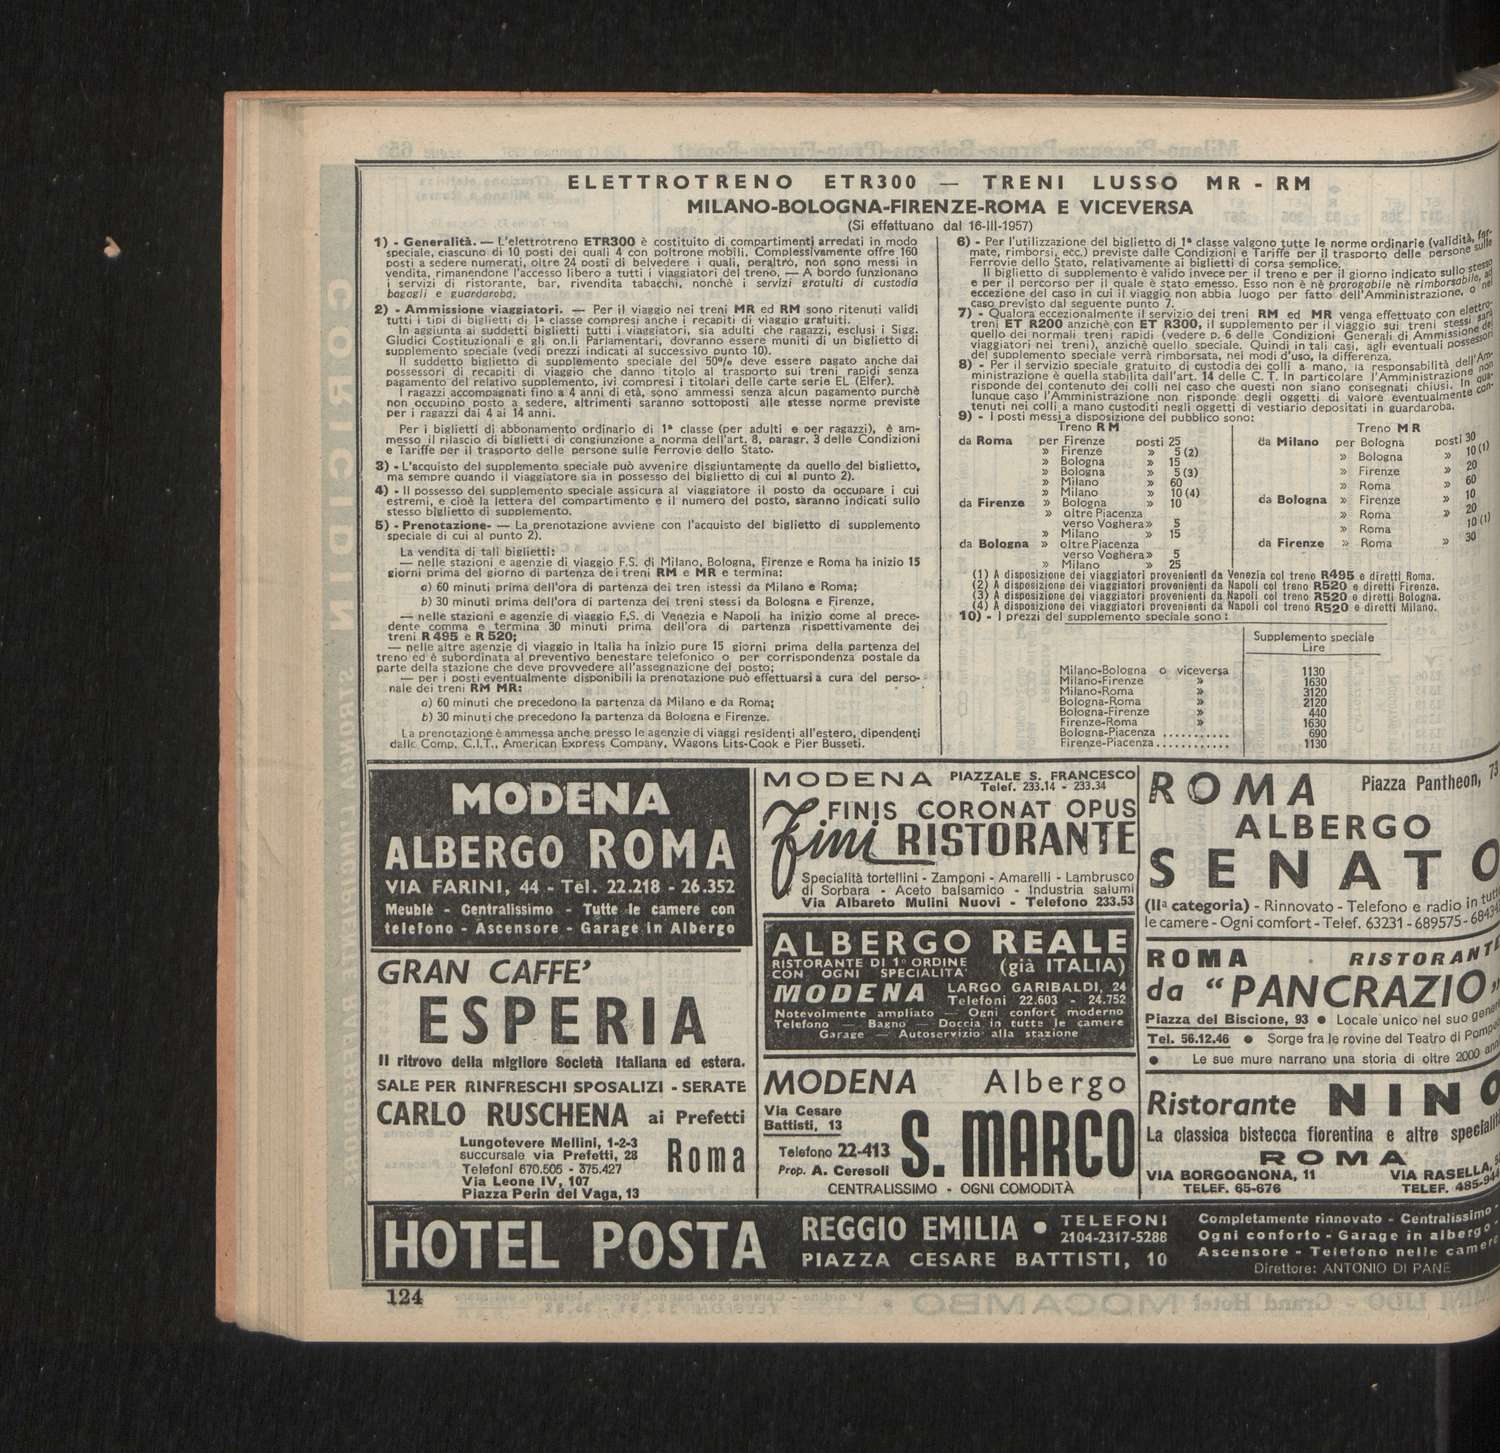 ELETTROTRENO ETR300 — TRENI LUSSO MR - RM
MILANO-BOLOGNA-FIRENZE-ROMA E VICEVERSA
(Si effettuano dal 16-III-1957)
1) - Generalità. — L'elettrotreno ETR300 è costituito di compartimenti arredati in modo
speciale, ciascuno di 10 posti dei quali 4 con poltrone mobili. Complessivamente offre 160
posti a sedere numerati, oltre 24 posti di belvedere i quali, peraltro, non sono messi in
vendita, rimanendone l'accesso libero a tutti i viaggiatori del treno. — A bordo funzionano
i servizi di ristorante, bar, rivendita tabacchi, nonchè i servizi gratuiti di custodia
bagagli e guardaroba.
2) - Ammissione viaggiatori. — Per il viaggio nei treni MR ed RM sono ritenuti validi
tutti i tipi di biglietti di 1ª classe compresi anche i recapiti di viaggio gratuiti.
In aggiunta ai suddetti biglietti tutti i viaggiatori, sia adulti che ragazzi, esclusi i Sigg.
Giudici Costituzionali e gli on.li Parlamentari, dovranno essere muniti di un biglietto di
supplemento speciale (vedi prezzi indicati al successivo punto 10).
Il suddetto biglietto di supplemento speciale del 50% deve essere pagato anche dai
possessori di recapiti di viaggio che danno titolo al trasporto sui treni rapidi senza
pagamento del relativo supplemento, ivi compresi i titolari delle carte serie EL (Elfer).
I ragazzi accompagnati fino a 4 anni di età, sono ammessi senza alcun pagamento purchè
non occupino posto a sedere, altrimenti saranno sottoposti alle stesse norme previste
per i ragazzi dai 4 ai 14 anni.
Per i biglietti di abbonamento ordinario di 1ª classe (per adulti e per ragazzi), è am-
messo il rilascio di biglietti di congiunzione a norma dell'art. 8, paragr. 3 delle Condizioni
e Tariffe per il trasporto delle persone sulle Ferrovie dello Stato.
3) - L'acquisto del supplemento speciale può avvenire disgiuntamente da quello del biglietto,
ma sempre quando il viaggiatore sia in possesso del biglietto di cui al punto 2).
4) - Il possesso del supplemento speciale assicura al viaggiatore il posto da occupare i cui
estremi, e cioè la lettera del compartimento e il numero del posto, saranno indicati sullo
stesso biglietto di supplemento.
5) - Prenotazione- — La prenotazione avviene con l'acquisto del biglietto di supplemento
speciale di cui al punto 2).
La vendita di tali biglietti:
— nelle stazioni e agenzie di viaggio F.S. di Milano, Bologna, Firenze e Roma ha inizio 15
giorni prima del giorno di partenza dei treni RM e MR e termina:
a) 60 minuti prima dell'ora di partenza dei tren istessi da Milano e Roma;
b) 30 minuti prima dell'ora di partenza dei treni stessi da Bologna e Firenze.
— nelle stazioni e agenzie di viaggio F.S. di Venezia e Napoli ha inizio come al prece-
dente comma e termina 30 minuti prima dell'ora di partenza rispettivamente dei
treni R 495 e R 520;
— nelle altre agenzie di viaggio in Italia ha inizio pure 15 giorni prima della partenza del
treno ed è subordinata al preventivo benestare telefonico o per corrispondenza postale da
parte della stazione che deve provvedere all'assegnazione del posto;
— per i posti eventualmente disponibili la prenotazione può effettuarsi a cura del perso-
nale dei treni RM MR:
a) 60 minuti che precedono la partenza da Milano e da Roma;
b) 30 minuti che precedono la partenza da Bologna e Firenze.
La prenotazione è ammessa anche presso le agenzie di viaggi residenti all'estero, dipendenti
dalle Comp. C.I.T., American Express Company, Wagons Lits-Cook e Pier Busseti.
6) - Per l'utilizzazione del biglietto di 1ª classe valgono tutte le norme ordinarie (validità, fer-
mate, rimborsi, ecc.) previste dalle Condizioni e Tariffe per il trasporto delle persone sulle
Ferrovie dello Stato, relativamente ai biglietti di corsa semplice.
Il biglietto di supplemento è valido invece per il treno e per il giorno indicato sullo stesso
e per il percorso per il quale è stato emesso. Esso non è nè prorogabile nè rimborsabile, ad
eccezione del caso in cui il viaggio non abbia luogo per fatto dell'Amministrazione, o nel
caso previsto dal seguente punto 7.
7) - Qualora eccezionalmente il servizio dei treni RM ed MR venga effettuato con elettro-
treni ET R200 anzichè con ET R300, il supplemento per il viaggio sui treni stessi sarà
quello dei normali treni rapidi (vedere p. 6 delle Condizioni Generali di Ammissione dei
viaggiatori nei treni), anzichè quello speciale. Quindi in tali casi, agli eventuali possessori
del supplemento speciale verrà rimborsata, nei modi d'uso, la differenza.
8) - Per il servizio speciale gratuito di custodia dei colli a mano, la responsabilità dell'Am-
ministrazione è quella stabilita dall'art. 14 delle C. T. In particolare l'Amministrazione non
risponde del contenuto dei colli nel caso che questi non siano consegnati chiusi. In qua-
lunque caso l'Amministrazione non risponde degli oggetti di valore eventualmente con-
tenuti nei colli a mano custoditi negli oggetti di vestiario depositati in guardaroba.
9) - I posti messi a disposizione del pubblico sono:
Treno RM
da Roma per Firenze posti 25
» Firenze » 5 (2)
» Bologna » 15
» Bologna » 5 (3)
» Milano » 60
» Milano » 10 (4)
da Firenze » Bologna » 10
» oltre Piacenza
verso Voghera » 5
» Milano » 15
da Bologna » oltre Piacenza
verso Voghera » 5
» Milano » 25
Treno MR
da Milano per Bologna posti 30
» Bologna » 10 (1)
» Firenze » 20
» Roma » 60
da Bologna » Firenze » 10
» Roma » 20
» Roma 10 (1)
da Firenze » Roma » 30
(1) A disposizione dei viaggiatori provenienti da Venezia col treno R495 e diretti Roma.
(2) A disposizione dei viaggiatori provenienti da Napoli col treno R520 e diretti Firenze.
(3) A disposizione dei viaggiatori provenienti da Napoli col treno R520 e diretti Bologna.
(4) A disposizione dei viaggiatori provenienti da Napoli col treno R520 e diretti Milano.
10) - I prezzi del supplemento speciale sono:
Supplemento speciale
Lire
Milano-Bologna o viceversa 1130
Milano-Firenze » 1630
Milano-Roma » 3120
Bologna-Roma » 2120
Bologna-Firenze » 440
Firenze-Roma » 1630
Bologna-Piacenza ........... 690
Firenze-Piacenza ............ 1130
MODENA
ALBERGO ROMA
VIA FARINI, 44 - Tel. 22.218 - 26.352
Meublè - Centralissimo - Tutte le camere con
telefono - Ascensore - Garage in Albergo
GRAN CAFFE'
ESPERIA
Il ritrovo della migliore Società Italiana ed estera.
SALE PER RINFRESCHI SPOSALIZI - SERATE
CARLO RUSCHENA ai Prefetti
Lungotevere Mellini, 1-2-3
succursale via Prefetti, 28
Telefoni 670.505 - 375.427
Via Leone IV, 107
Piazza Perin del Vaga, 13
Roma
MODENA PIAZZALE S. FRANCESCO
Telef. 233.14 - 233.34
FINIS CORONAT OPUS
Fini RISTORANTE
Specialità tortellini - Zamponi - Amarelli - Lambrusco
di Sorbara - Aceto balsamico - Industria salumi
Via Albareto Mulini Nuovi - Telefono 233.53
ALBERGO REALE
RISTORANTE DI 1º ORDINE
CON OGNI SPECIALITA'
(già ITALIA)
MODENA LARGO GARIBALDI, 24
Telefoni 22.603 - 24.752
Notevolmente ampliato — Ogni confort moderno
Telefono — Bagno — Doccia in tutte le camere
Garage — Autoservizio alla stazione
MODENA Albergo
Via Cesare
Battisti, 13
Telefono 22-413
Prop. A. Ceresoli
S. MARCO
CENTRALISSIMO - OGNI COMODITÀ
ROMA Piazza Pantheon, 73
ALBERGO
SENATO
(IIª categoria) - Rinnovato - Telefono e radio in tutte
le camere - Ogni comfort - Telef. 63231 - 689575 -
ROMA RISTORANTE
da "PANCRAZIO"
Piazza del Biscione, 93 • Locale unico nel suo genere
Tel. 56.12.46 • Sorge fra le rovine del Teatro di
• Le sue mure narrano una storia di oltre 2000 anni
Ristorante NINO
La classica bistecca fiorentina e altre specialità
ROMA
VIA BORGOGNONA, 11
TELEF. 65-676
VIA RASELLA,
TELEF. 485-944
HOTEL POSTA
REGGIO EMILIA • TELEFONI
2104-2317-5288
PIAZZA CESARE BATTISTI, 10
Completamente rinnovato - Centralissimo -
Ogni conforto - Garage in albergo -
Ascensore - Telefono nelle camere
Direttore: ANTONIO DI PANE
124